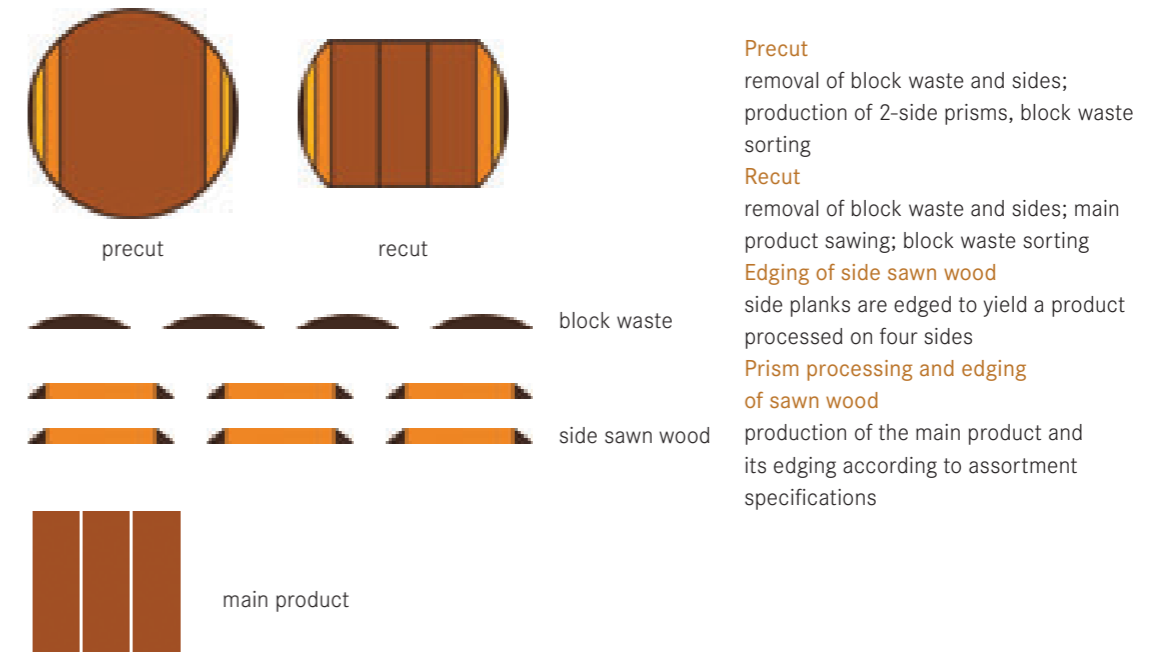 precut
recut
block waste
side sawn wood
main product
Precut
removal of block waste and sides;
production of 2-side prisms, block waste
sorting
Recut
removal of block waste and sides; main
product sawing; block waste sorting
Edging of side sawn wood
side planks are edged to yield a product
processed on four sides
Prism processing and edging
of sawn wood
production of the main product and
its edging according to assortment
specifications